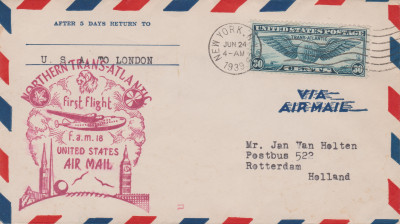 AFTER 5 DAYS RETURN TO
U. S. A. TO LONDON
NORTHERN TRANS-ATLANTIC
First Flight
f.a.m. 18
UNITED STATES
AIR MAIL
NEW YORK, N.
JUN 24
4-AM
1939
UNITED STATES POSTAGE
TRANS-ATLANTIC
30 CENTS 30
VIA
AIR MAIL
Mr. Jan Van Holten
Postbus 522
Rotterdam
Holland